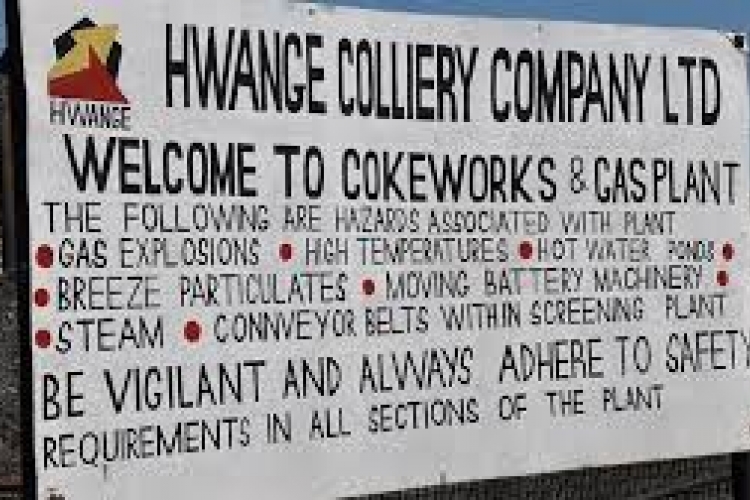 HWANGE COLLIERY COMPANY LTD
HWANGE
WELCOME TO COKEWORKS & GAS PLANT
THE FOLLOWING ARE HAZARDS ASSOCIATED WITH PLANT
• GAS EXPLOSIONS • HIGH TEMPERATURES • HOT WATER PONDS •
• BREEZE PARTICULATES • MOVING BATTERY MACHINERY •
• STEAM • CONNVEYOR BELTS WITHIN SCREENING PLANT
BE VIGILANT AND ALWAYS ADHERE TO SAFETY
REQUIREMENTS IN ALL SECTIONS OF THE PLANT